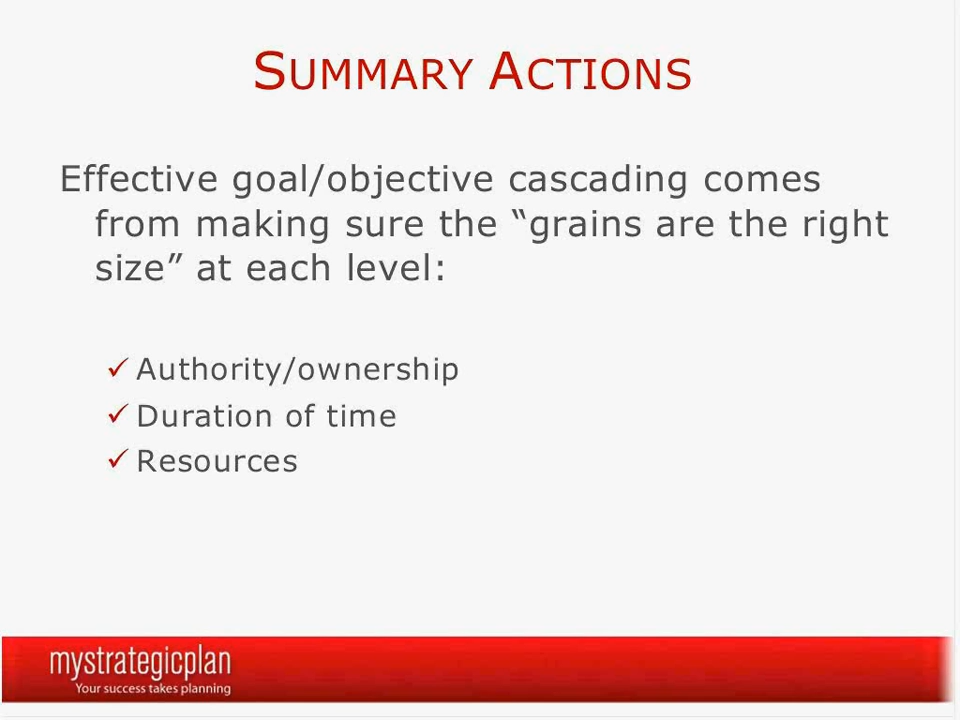 SUMMARY ACTIONS
Effective goal/objective cascading comes
from making sure the “grains are the right
size” at each level:
✓ Authority/ownership
✓ Duration of time
✓ Resources
mystrategicplan
Your success takes planning